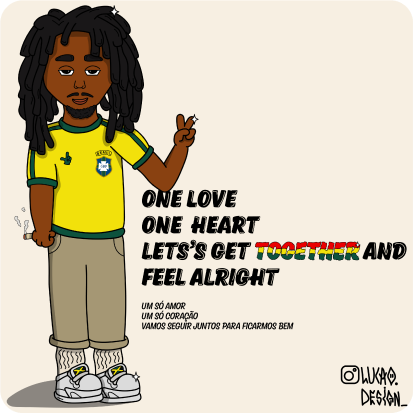 ONE LOVE
ONE HEART
LETS'S GET TOGETHER AND
FEEL ALRIGHT
UM SÓ AMOR
UM SÓ CORAÇÃO
VAMOS SEGUIR JUNTOS PARA FICARMOS BEM
LUCAO.
DESIGN_